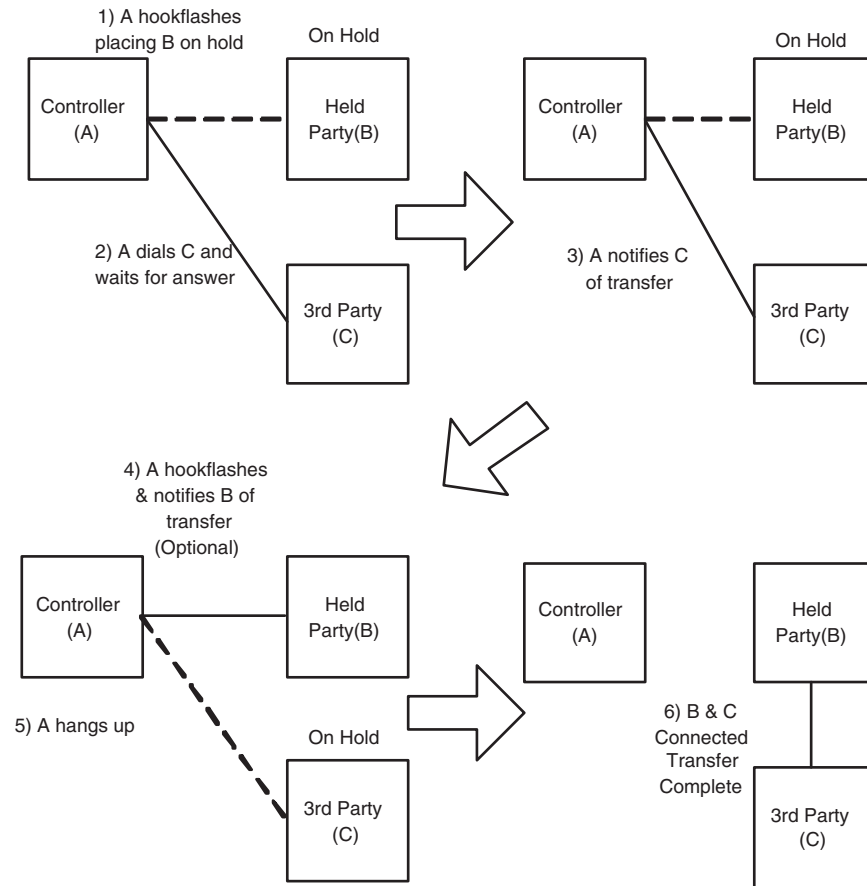 1) A hookflashes
placing B on hold
On Hold
Controller
(A)
Held
Party(B)
2) A dials C and
waits for answer
3rd Party
(C)
On Hold
Controller
(A)
Held
Party(B)
3) A notifies C
of transfer
3rd Party
(C)
4) A hookflashes
& notifies B of
transfer
(Optional)
Controller
(A)
Held
Party(B)
5) A hangs up
On Hold
3rd Party
(C)
Controller
(A)
Held
Party(B)
6) B & C
Connected
Transfer
Complete
3rd Party
(C)